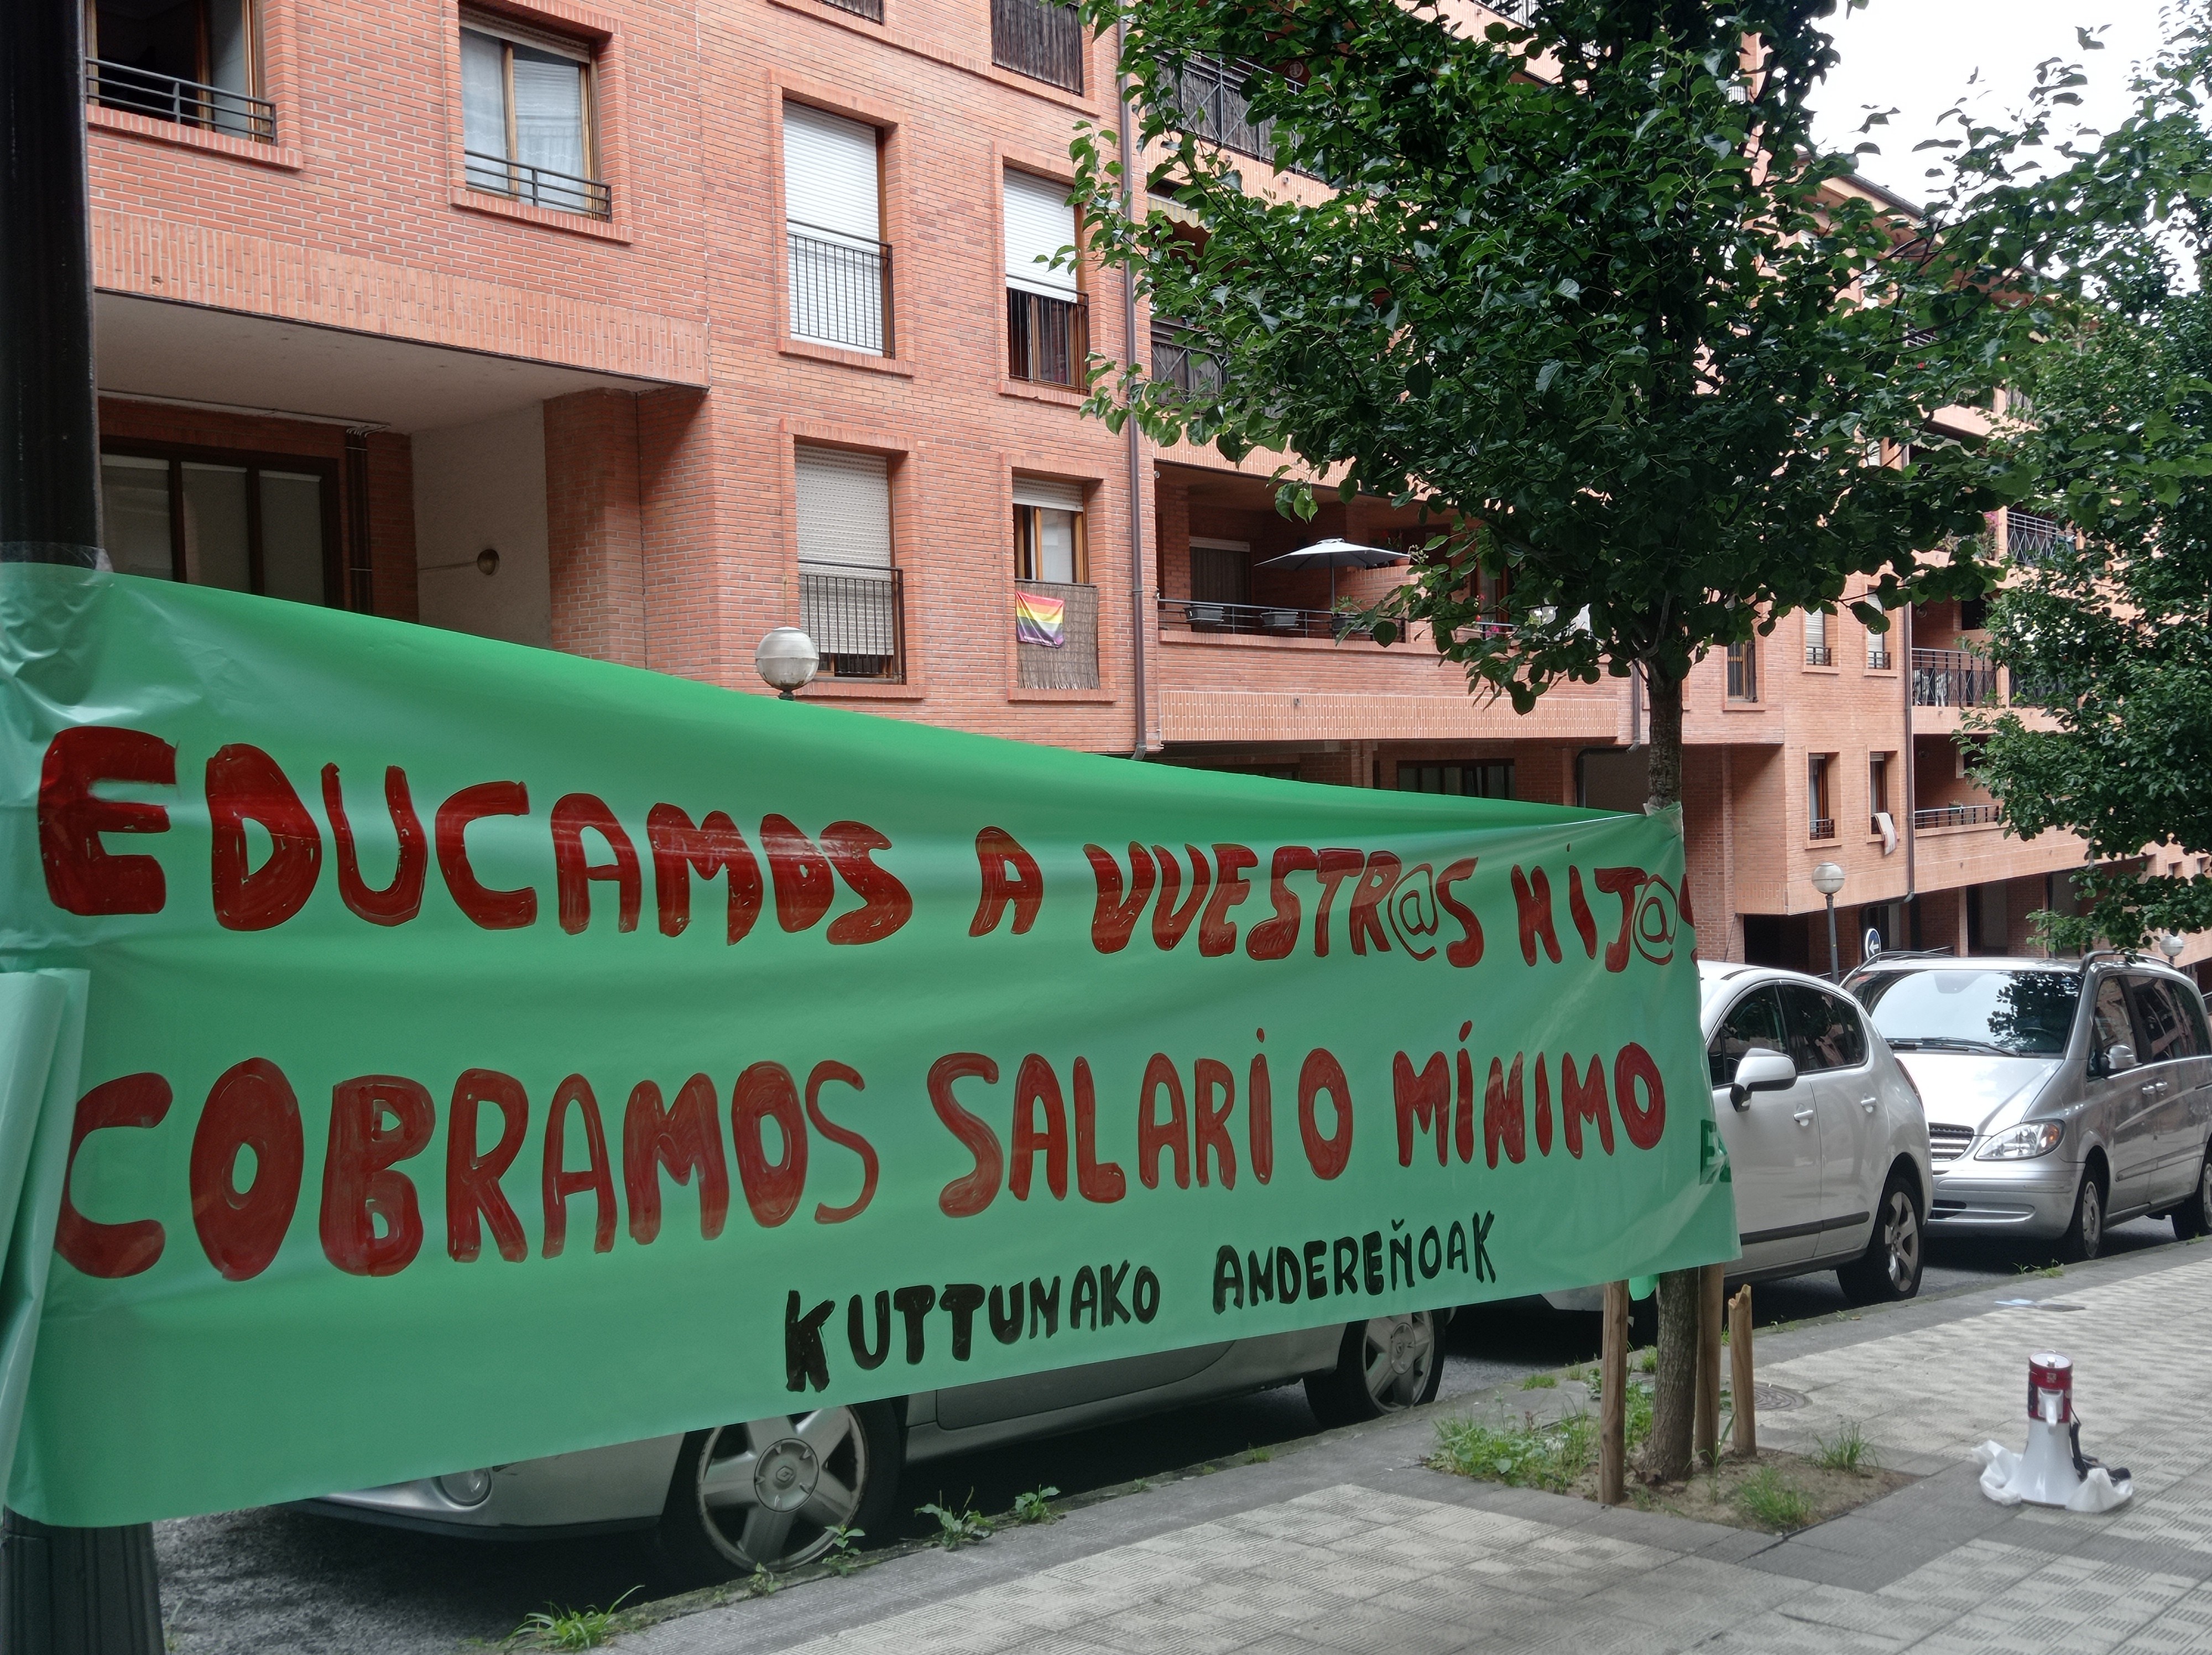 EDUCAMOS A VUESTR@S HIJ@S
COBRAMOS SALARIO MÍNIMO
KUTTUNAKO ANDEREÑOAK